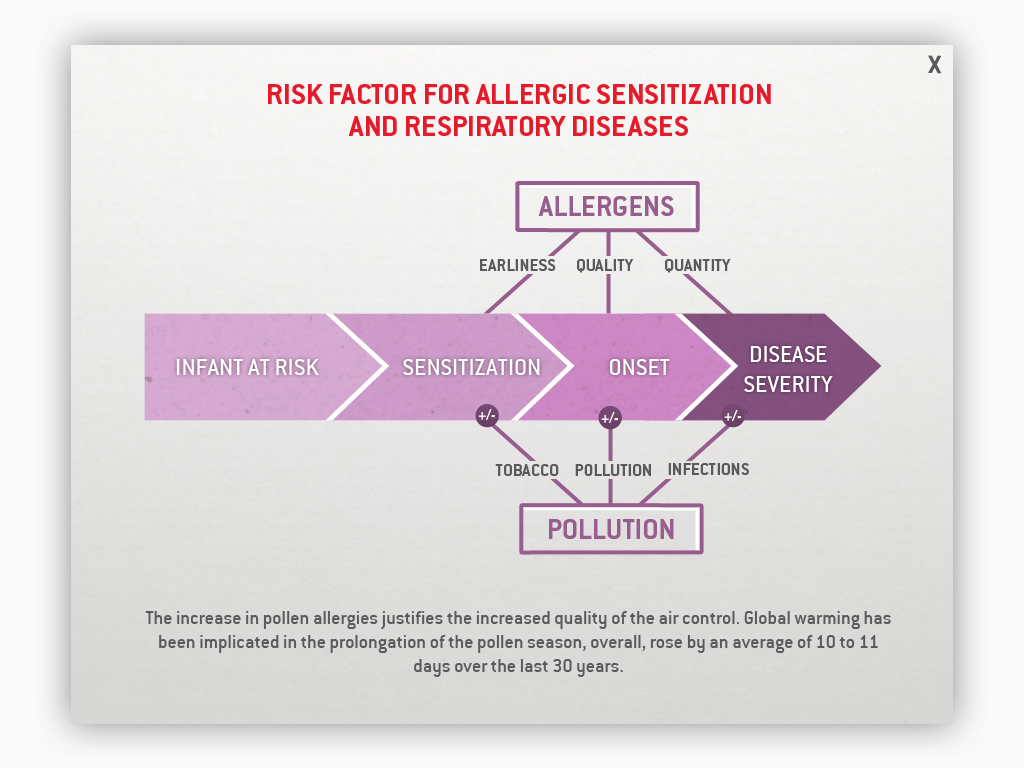 X
RISK FACTOR FOR ALLERGIC SENSITIZATION
AND RESPIRATORY DISEASES
ALLERGENS
EARLINESS QUALITY QUANTITY
INFANT AT RISK SENSITIZATION ONSET DISEASE
SEVERITY
+/- +/- +/-
TOBACCO POLLUTION INFECTIONS
POLLUTION
The increase in pollen allergies justifies the increased quality of the air control. Global warming has
been implicated in the prolongation of the pollen season, overall, rose by an average of 10 to 11
days over the last 30 years.